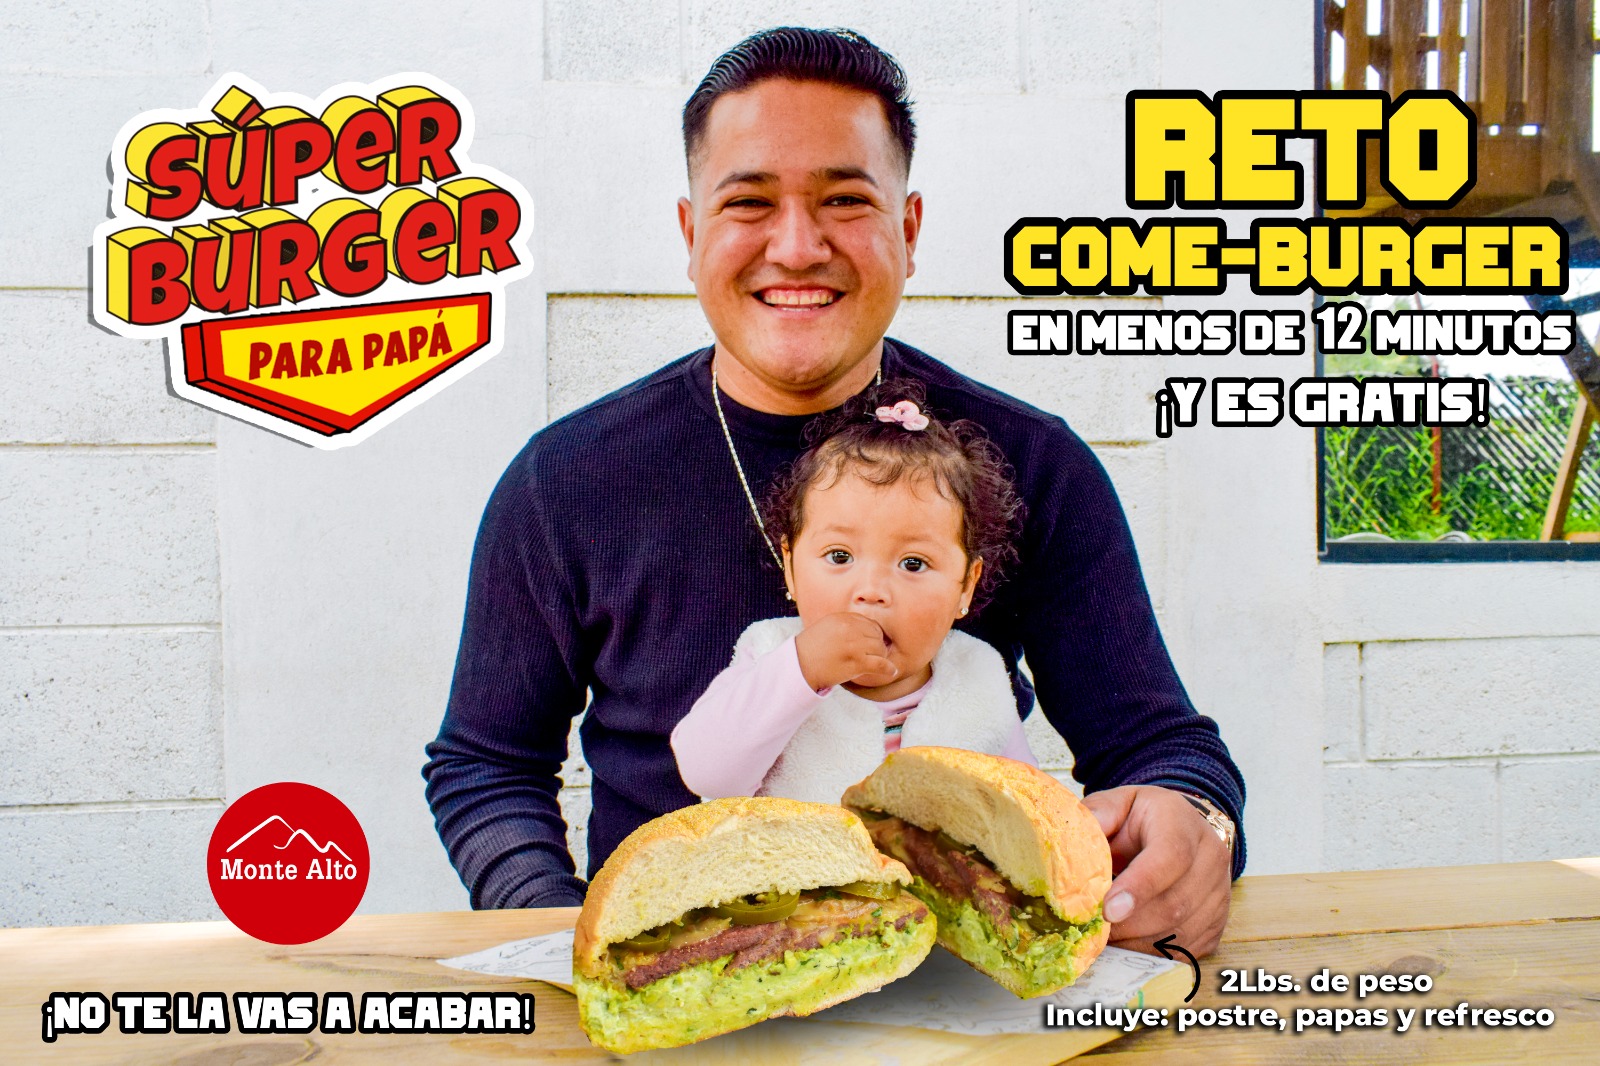 SÚPER
BURGER
PARA PAPÁ
RETO
COME-BURGER
EN MENOS DE 12 MINUTOS
¡Y ES GRATIS!
Monte Alto
¡NO TE LA VAS A ACABAR!
2Lbs. de peso
Incluye: postre, papas y refresco